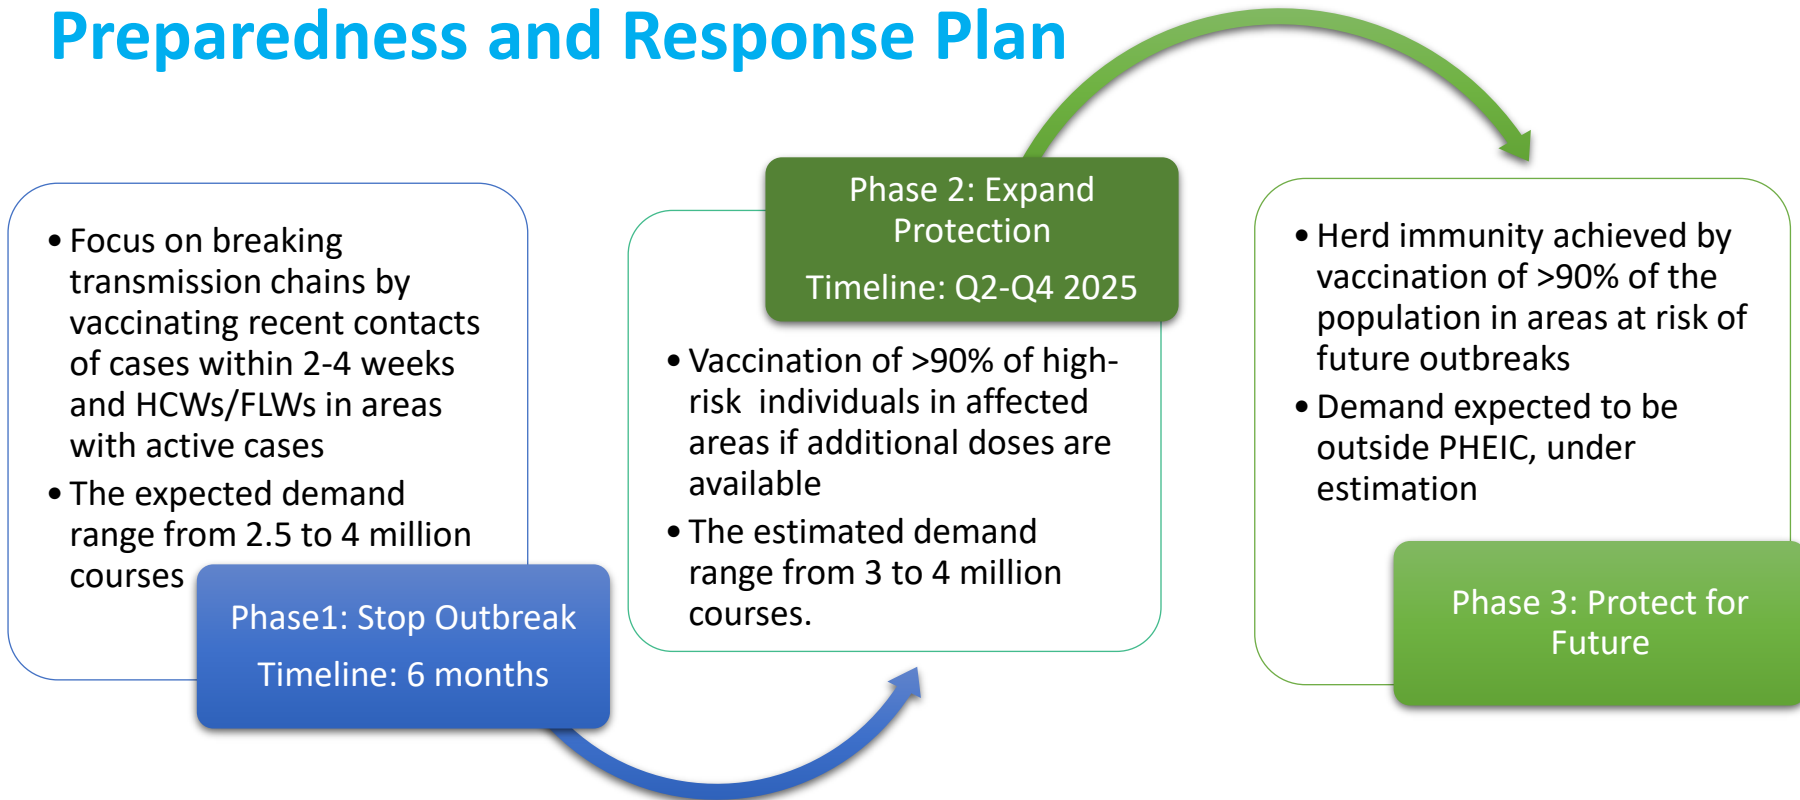 Preparedness and Response Plan
• Focus on breaking
transmission chains by
vaccinating recent contacts
of cases within 2-4 weeks
and HCWs/FLWs in areas
with active cases
• The expected demand
range from 2.5 to 4 million
courses
Phase1: Stop Outbreak
Timeline: 6 months
Phase 2: Expand
Protection
Timeline: Q2-Q4 2025
• Vaccination of >90% of high-
risk  individuals in affected
areas if additional doses are
available
• The estimated demand
range from 3 to 4 million
courses.
• Herd immunity achieved by
vaccination of >90% of the
population in areas at risk of
future outbreaks
• Demand expected to be
outside PHEIC, under
estimation
Phase 3: Protect for
Future